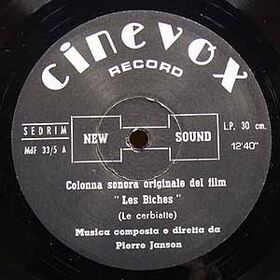 cinevox
RECORD
SEDRIM
MdF 33/5 A
NEW
SOUND
L.P. 30 cm.
12'40"
Colonna sonora originale del film
" Les Biches "
(Le cerbiatte)
Musica composta e diretta da
Pierre Janson